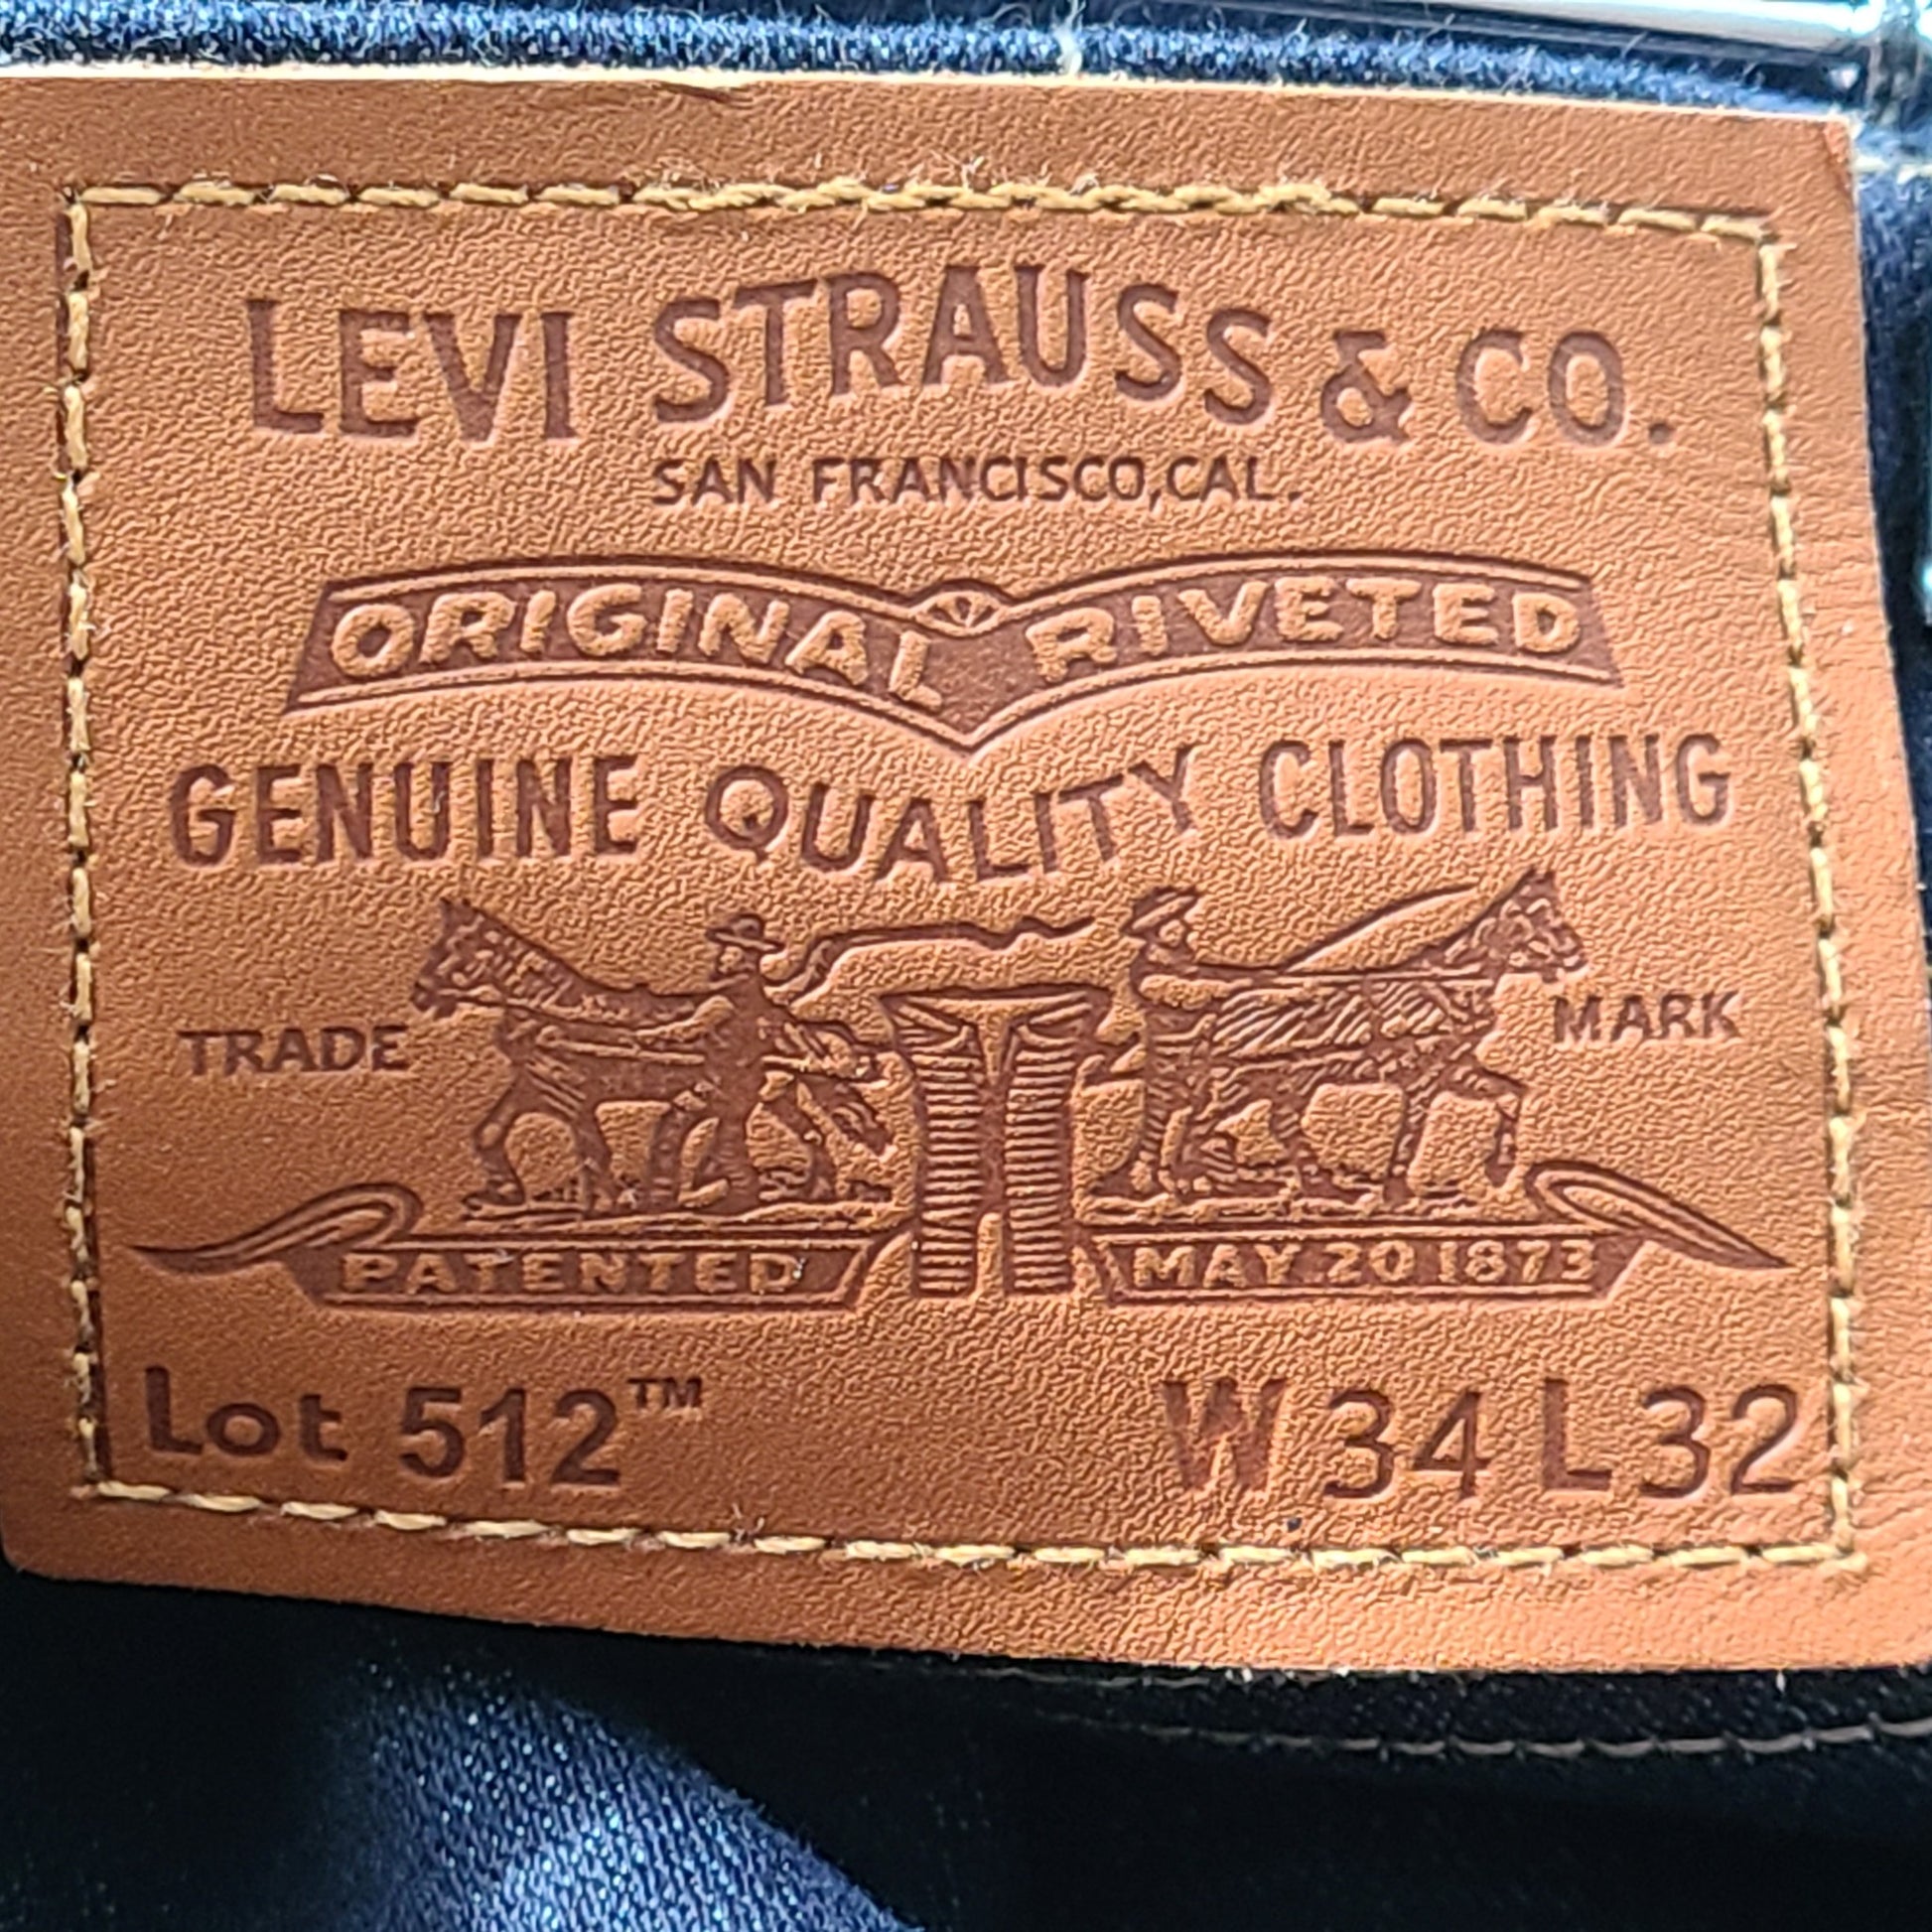 LEVI STRAUSS & CO.
SAN FRANCISCO, CAL.
ORIGINAL RIVETED
GENUINE QUALITY CLOTHING
TRADE MARK
PATENTED MAY 20 1873
Lot 512™ W34 L32